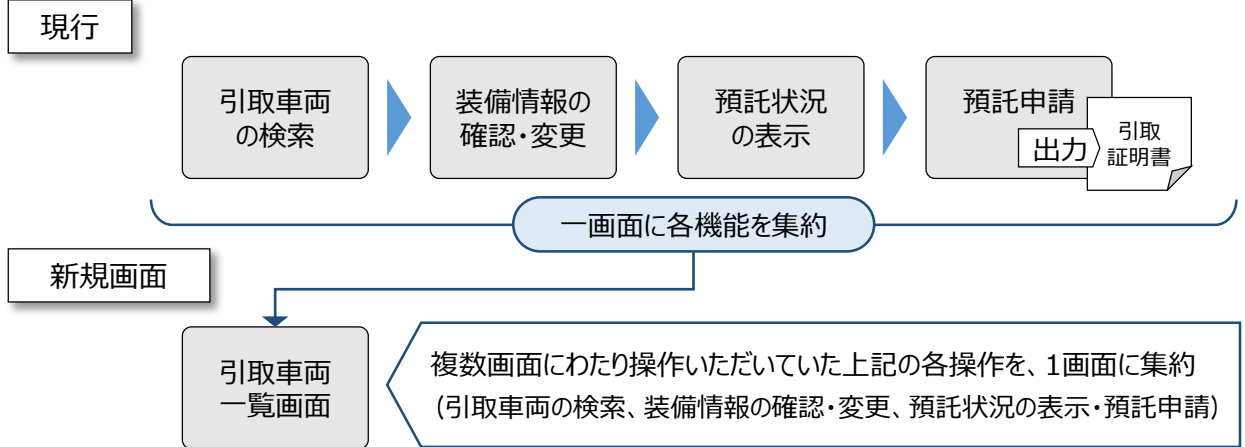 現行
引取車両
の検索
装備情報の
確認・変更
預託状況
の表示
預託申請
出力
引取
証明書
一画面に各機能を集約
新規画面
引取車両
一覧画面
複数画面にわたり操作いただいていた上記の各操作を、1画面に集約
(引取車両の検索、装備情報の確認・変更、預託状況の表示・預託申請)